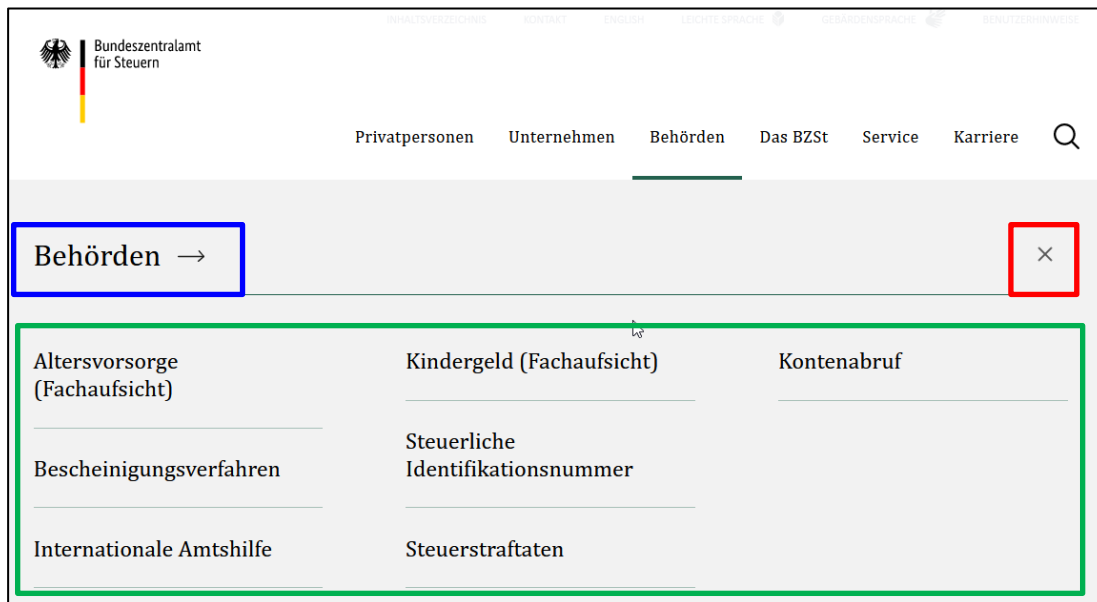 INHALTSVERZEICHNIS KONTAKT ENGLISH LEICHTE SPRACHE GEBÄRDENSPRACHE BENUTZERHINWEISE
Bundeszentralamt
für Steuern
Privatpersonen Unternehmen Behörden Das BZSt Service Karriere
Behörden →
Altersvorsorge
(Fachaufsicht)
Kindergeld (Fachaufsicht)
Kontenabruf
Bescheinigungsverfahren
Steuerliche
Identifikationsnummer
Internationale Amtshilfe
Steuerstraftaten